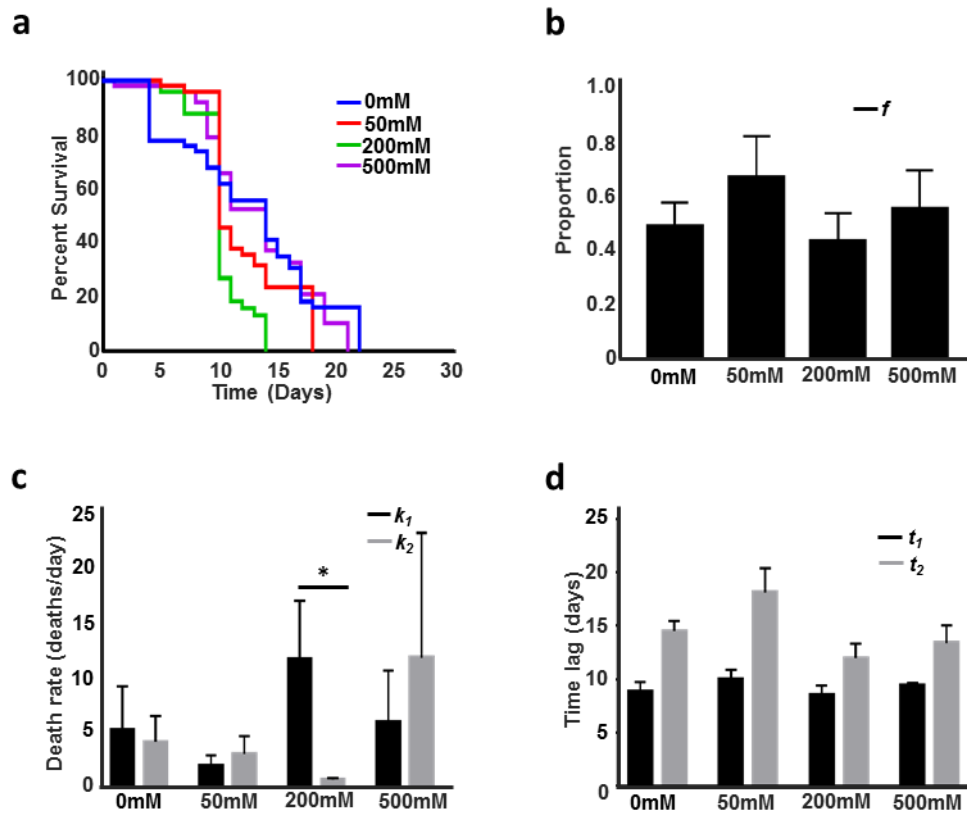 a
100
80
60
40
20
0
Percent Survival
0 5 10 15 20 25 30
Time (Days)
0mM
50mM
200mM
500mM
b
1.0
0.8
0.6
0.4
0.2
0
Proportion
f
0mM 50mM 200mM 500mM
c
25
20
15
10
5
0
Death rate (deaths/day)
k1
k2
*
0mM 50mM 200mM 500mM
d
25
20
15
10
5
0
Time lag (days)
t1
t2
0mM 50mM 200mM 500mM